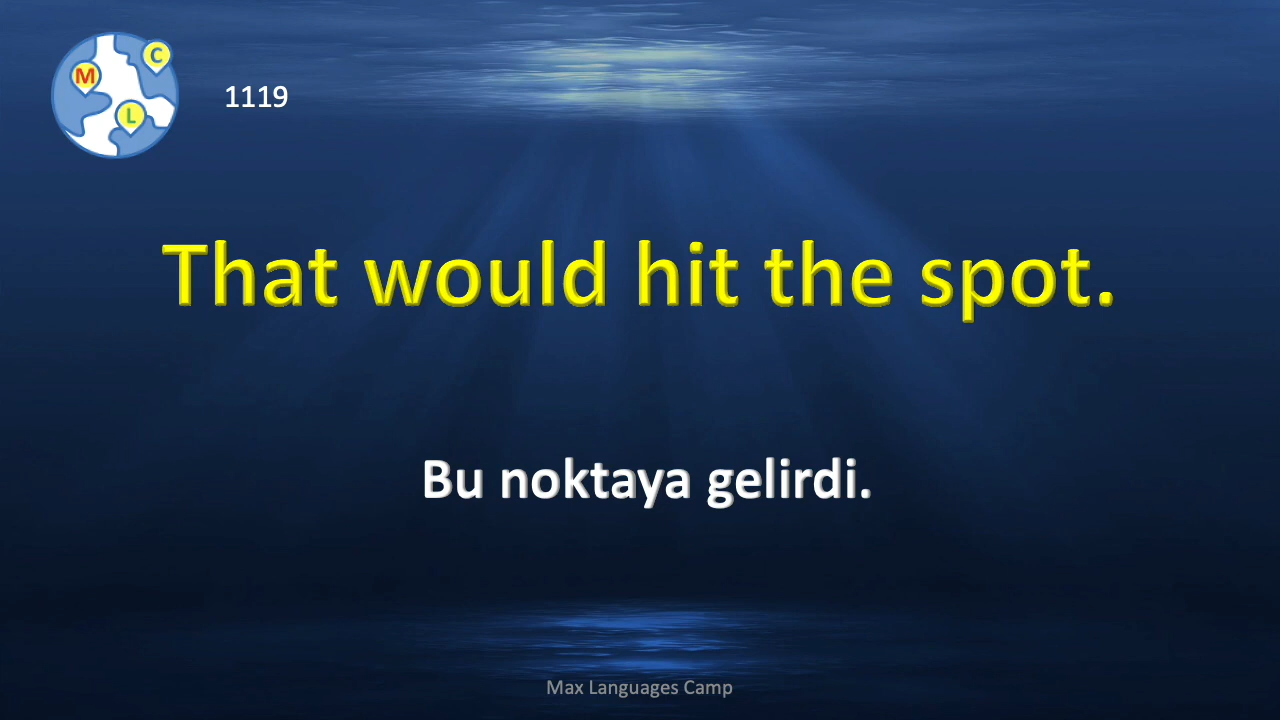 C
M
L
1119
That would hit the spot.
Bu noktaya gelirdi.
Max Languages Camp